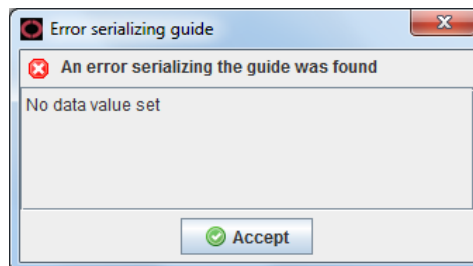 Error serializing guide
An error serializing the guide was found
No data value set
Accept